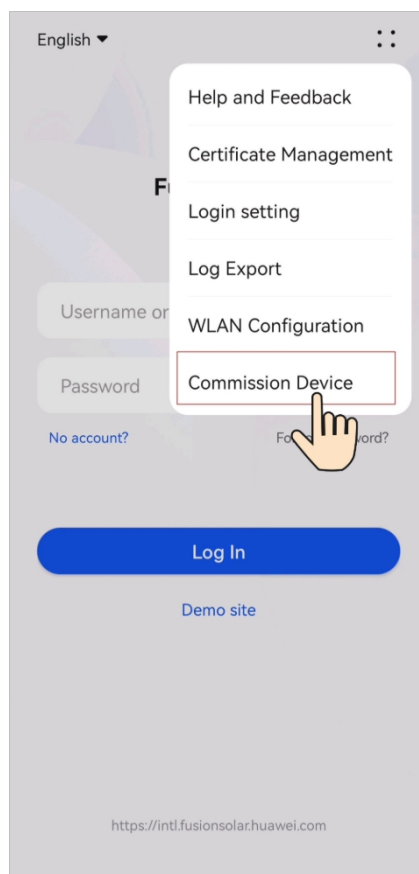 English
Help and Feedback
Certificate Management
Login setting
Log Export
Username or
WLAN Configuration
Password
Commission Device
No account?
Log In
Demo site
https://intl.fusionsolar.huawei.com